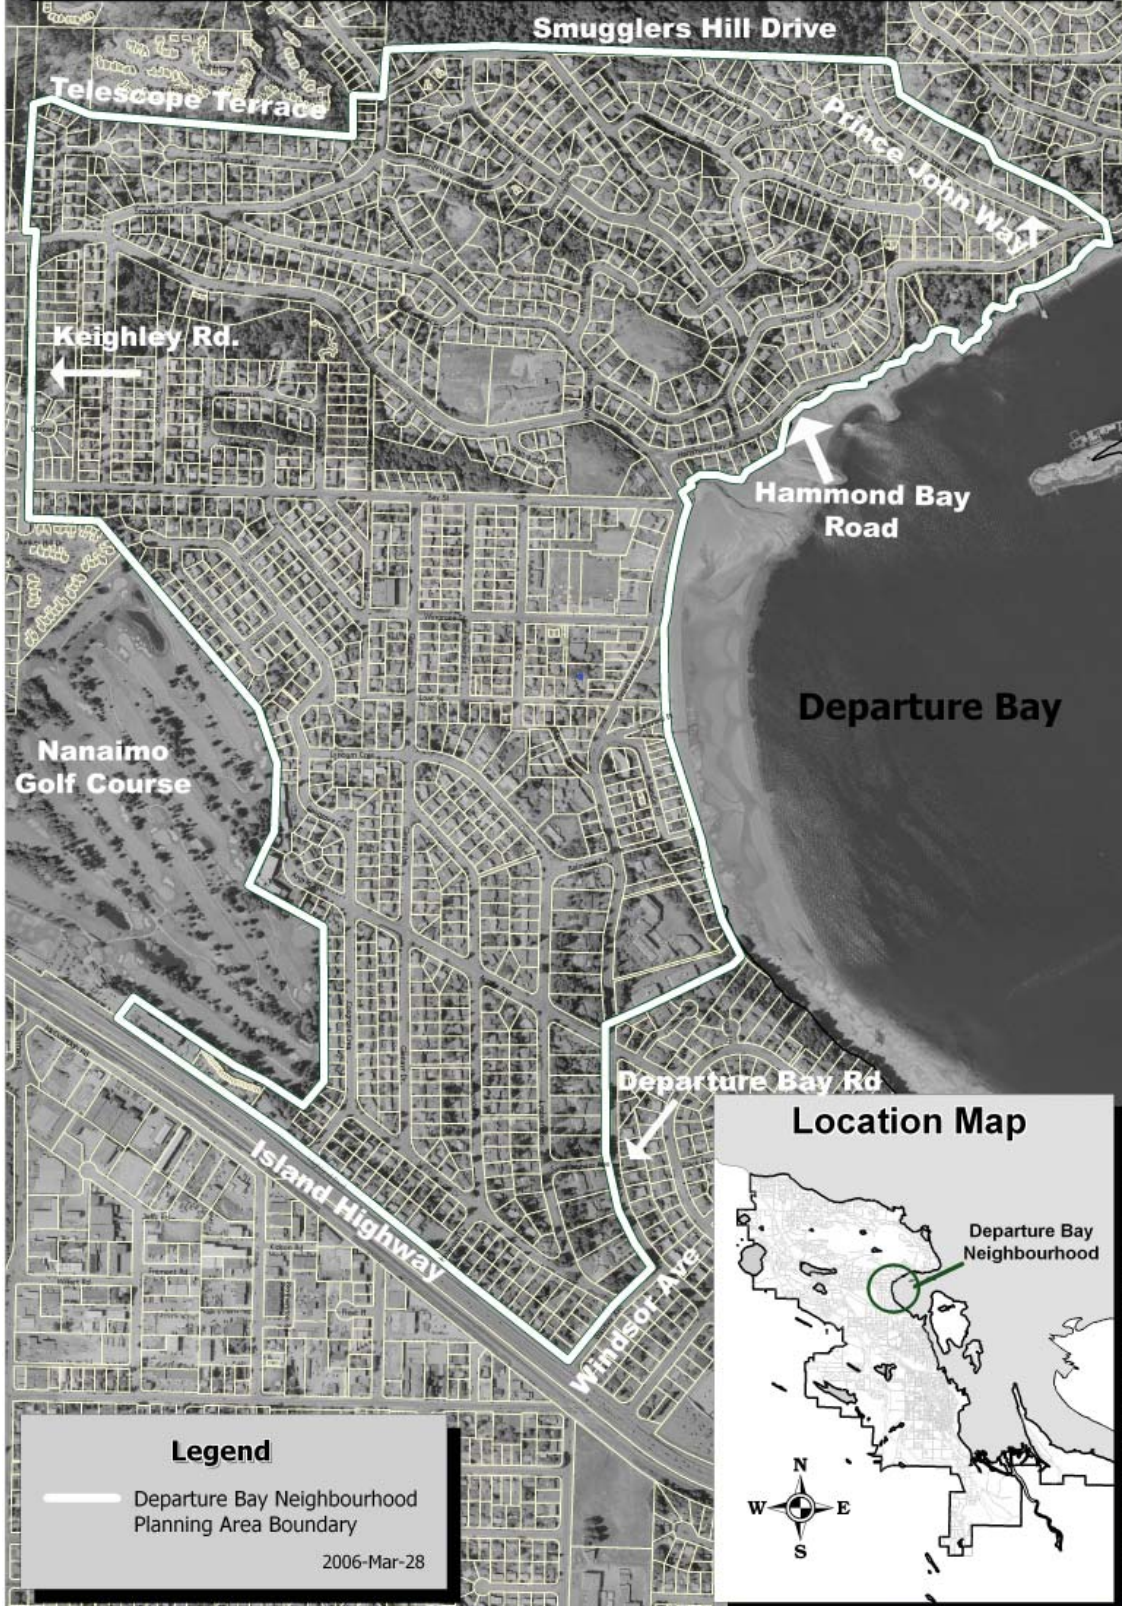 Smugglers Hill Drive
Telescope Terrace
Prince John Way
Keighley Rd.
Hammond Bay
Road
Departure Bay
Nanaimo
Golf Course
Departure Bay Rd
Island Highway
Windsor Ave
Location Map
Departure Bay
Neighbourhood
N
W E
S
Legend
Departure Bay Neighbourhood
Planning Area Boundary
2006-Mar-28